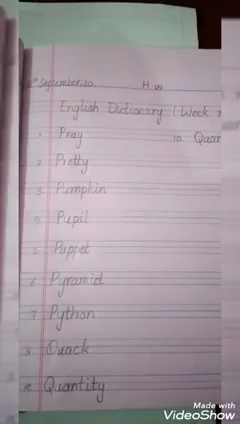 September.20 H.W
English Dictionary (Week
1. Pray
10. Quar
2. Pretty
3. Pumpkin
Pupil
5. Puppet
6. Pyramid
7. Python
8. Quack
9. Quantity
Made with
VideoShow